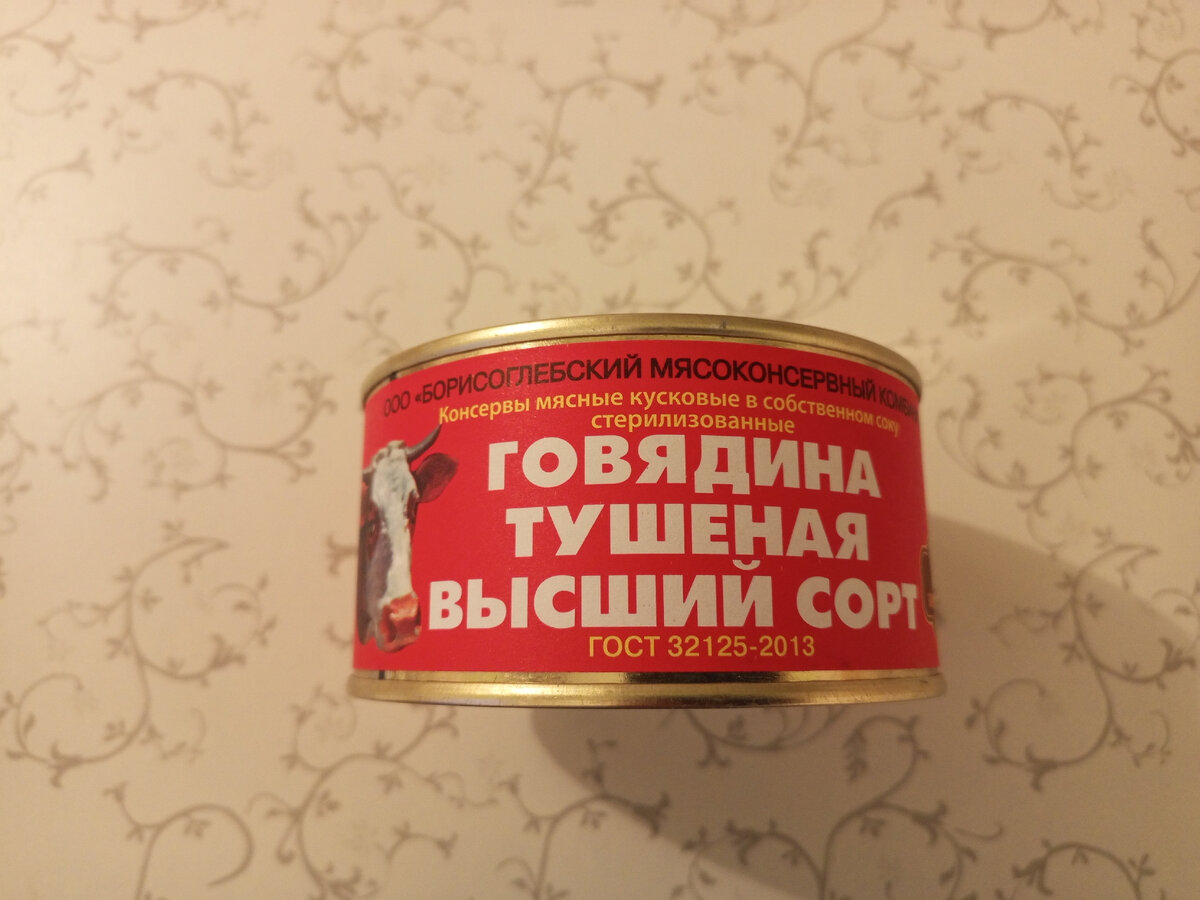 ООО «БОРИСОГЛЕБСКИЙ МЯСОКОНСЕРВНЫЙ
Консервы мясные кусковые в собственном соку
стерилизованные
ГОВЯДИНА
ТУШЕНАЯ
ВЫСШИЙ СОРТ
ГОСТ 32125-2013